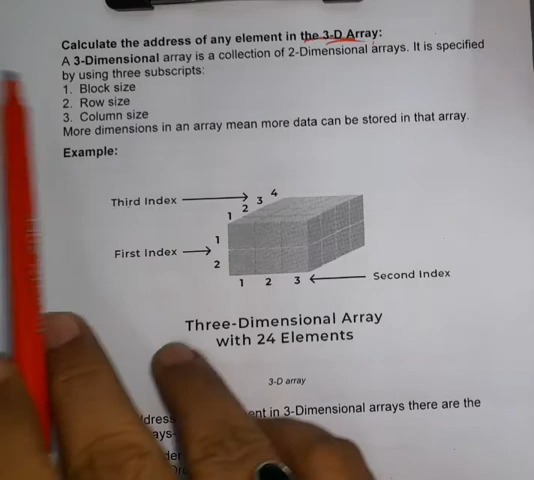 Calculate the address of any element in the 3-D Array:
A 3-Dimensional array is a collection of 2-Dimensional arrays. It is specified
by using three subscripts:
1. Block size
2. Row size
3. Column size
More dimensions in an array mean more data can be stored in that array.
Example:
Third Index
1 2 3 4
First Index
1
2
1 2 3
Second Index
Three-Dimensional Array
with 24 Elements
3-D array
in 3-Dimensional arrays there are the